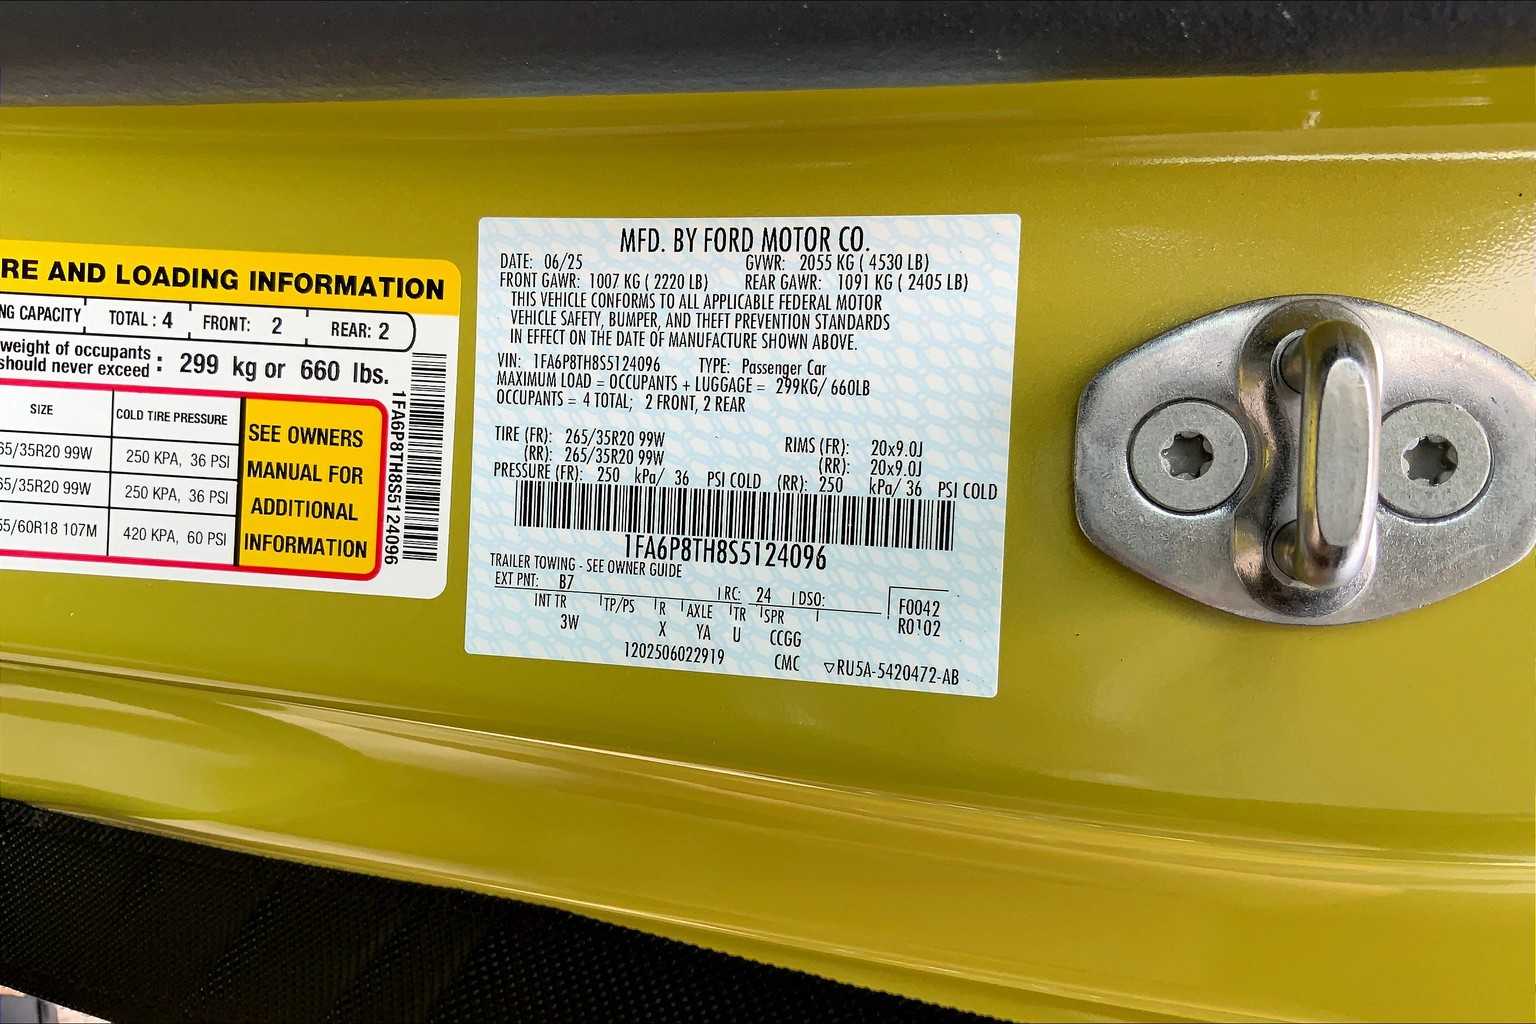 RE AND LOADING INFORMATION
NG CAPACITY TOTAL : 4 FRONT: 2 REAR: 2
weight of occupants
should never exceed : 299 kg or 660 lbs.
SIZE COLD TIRE PRESSURE
65/35R20 99W 250 KPA, 36 PSI
65/35R20 99W 250 KPA, 36 PSI
55/60R18 107M 420 KPA, 60 PSI
SEE OWNERS
MANUAL FOR
ADDITIONAL
INFORMATION
1FA6P8TH8S5124096
MFD. BY FORD MOTOR CO.
DATE: 06/25 GVWR: 2055 KG ( 4530 LB)
FRONT GAWR: 1007 KG ( 2220 LB) REAR GAWR: 1091 KG ( 2405 LB)
THIS VEHICLE CONFORMS TO ALL APPLICABLE FEDERAL MOTOR
VEHICLE SAFETY, BUMPER, AND THEFT PREVENTION STANDARDS
IN EFFECT ON THE DATE OF MANUFACTURE SHOWN ABOVE.
VIN: 1FA6P8TH8S5124096 TYPE: Passenger Car
MAXIMUM LOAD = OCCUPANTS + LUGGAGE = 299KG/ 660LB
OCCUPANTS = 4 TOTAL; 2 FRONT, 2 REAR
TIRE (FR): 265/35R20 99W RIMS (FR): 20x9.0J
(RR): 265/35R20 99W (RR): 20x9.0J
PRESSURE (FR): 250 kPa/ 36 PSI COLD (RR): 250 kPa/ 36 PSI COLD
1FA6P8TH8S5124096
TRAILER TOWING - SEE OWNER GUIDE
EXT PNT: B7 RC: 24 DSO: F0042
INT TR TP/PS R AXLE TR SPR R0102
3W X YA U CCGG
1202506022919 CMC ▽RU5A-5420472-AB